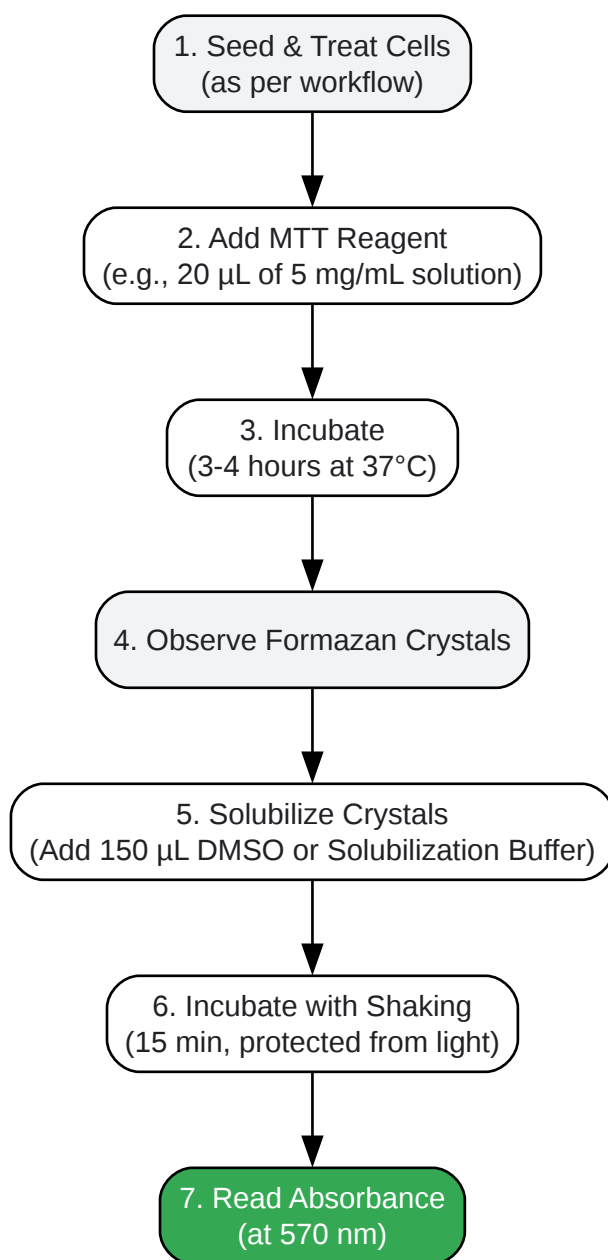 1. Seed & Treat Cells
(as per workflow)
2. Add MTT Reagent
(e.g., 20 µL of 5 mg/mL solution)
3. Incubate
(3-4 hours at 37°C)
4. Observe Formazan Crystals
5. Solubilize Crystals
(Add 150 µL DMSO or Solubilization Buffer)
6. Incubate with Shaking
(15 min, protected from light)
7. Read Absorbance
(at 570 nm)